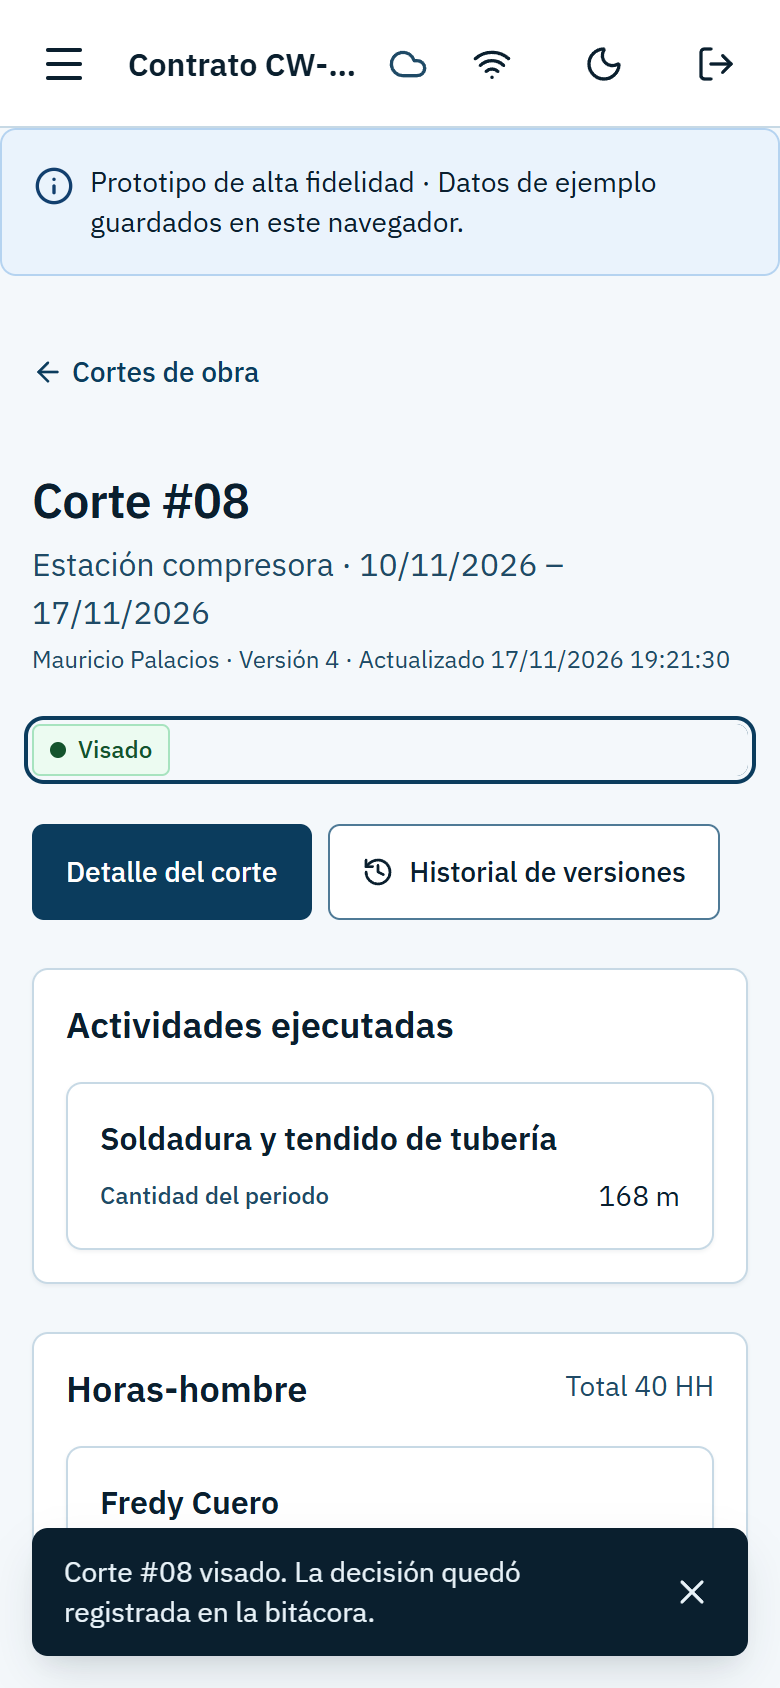 Contrato CW-...
Prototipo de alta fidelidad · Datos de ejemplo
guardados en este navegador.
Cortes de obra
Corte #08
Estación compresora · 10/11/2026 –
17/11/2026
Mauricio Palacios · Versión 4 · Actualizado 17/11/2026 19:21:30
Visado
Detalle del corte
Historial de versiones
Actividades ejecutadas
Soldadura y tendido de tubería
Cantidad del periodo 168 m
Horas-hombre Total 40 HH
Fredy Cuero
Corte #08 visado. La decisión quedó
registrada en la bitácora.